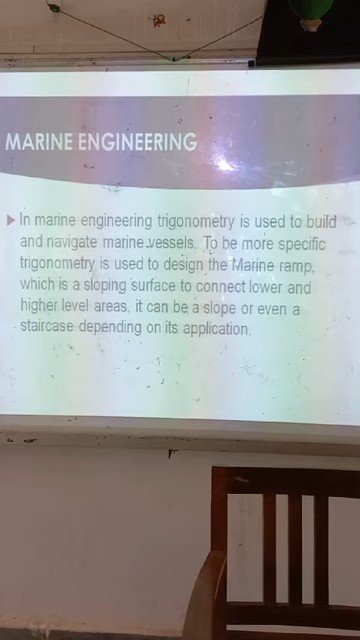 MARINE ENGINEERING
In marine engineering trigonometry is used to build
and navigate marine vessels. To be more specific
trigonometry is used to design the Marine ramp,
which is a sloping surface to connect lower and
higher level areas, it can be a slope or even a
staircase depending on its application.